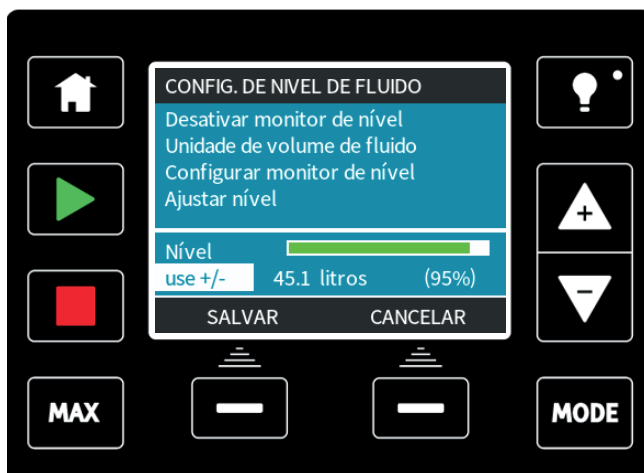 CONFIG. DE NIVEL DE FLUIDO
Desativar monitor de nível
Unidade de volume de fluido
Configurar monitor de nível
Ajustar nível
Nível
use +/- 45.1 litros (95%)
SALVAR CANCELAR
+
−
MAX
MODE